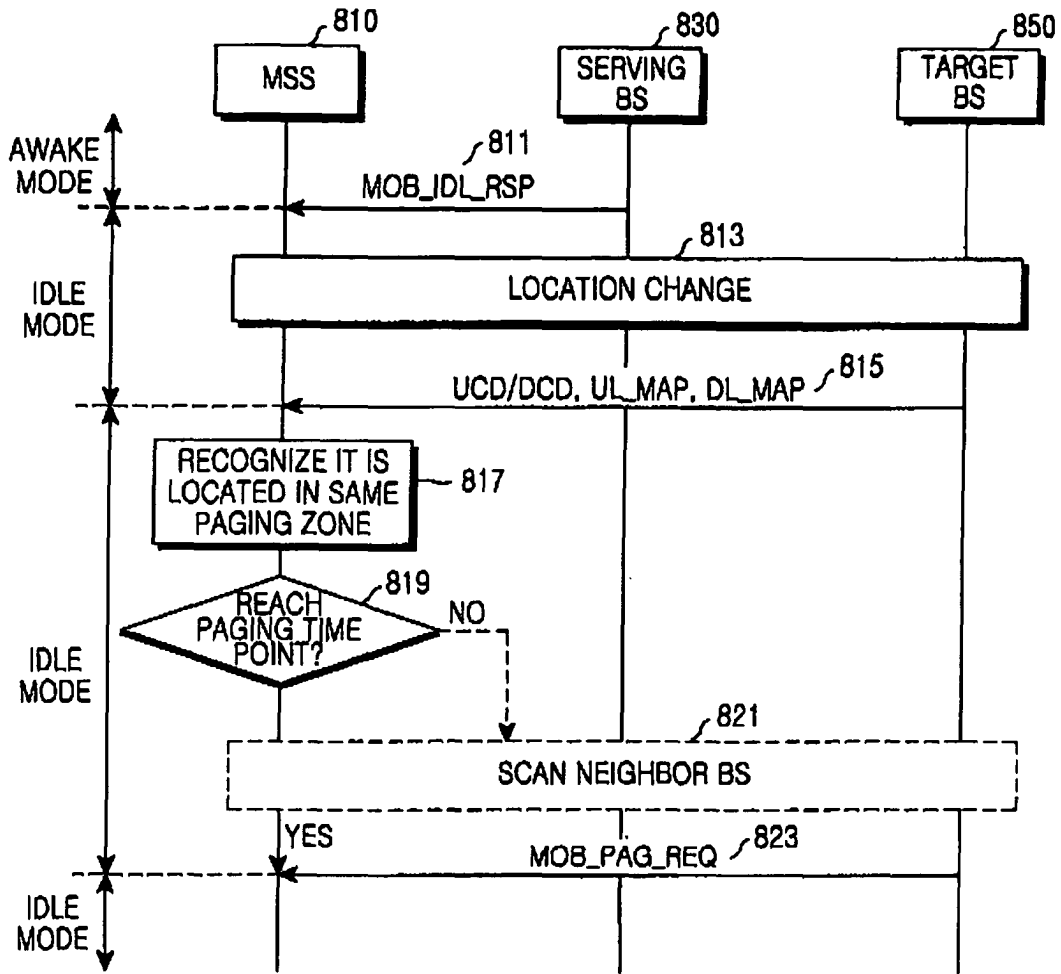 810
830
850
MSS
SERVING
BS
TARGET
BS
AWAKE
MODE
811
MOB_IDL_RSP
813
LOCATION CHANGE
IDLE
MODE
UCD/DCD, UL_MAP, DL_MAP
815
RECOGNIZE IT IS
LOCATED IN SAME
PAGING ZONE
817
819
REACH
PAGING TIME
POINT?
NO
IDLE
MODE
821
SCAN NEIGHBOR BS
YES
MOB_PAG_REQ
823
IDLE
MODE